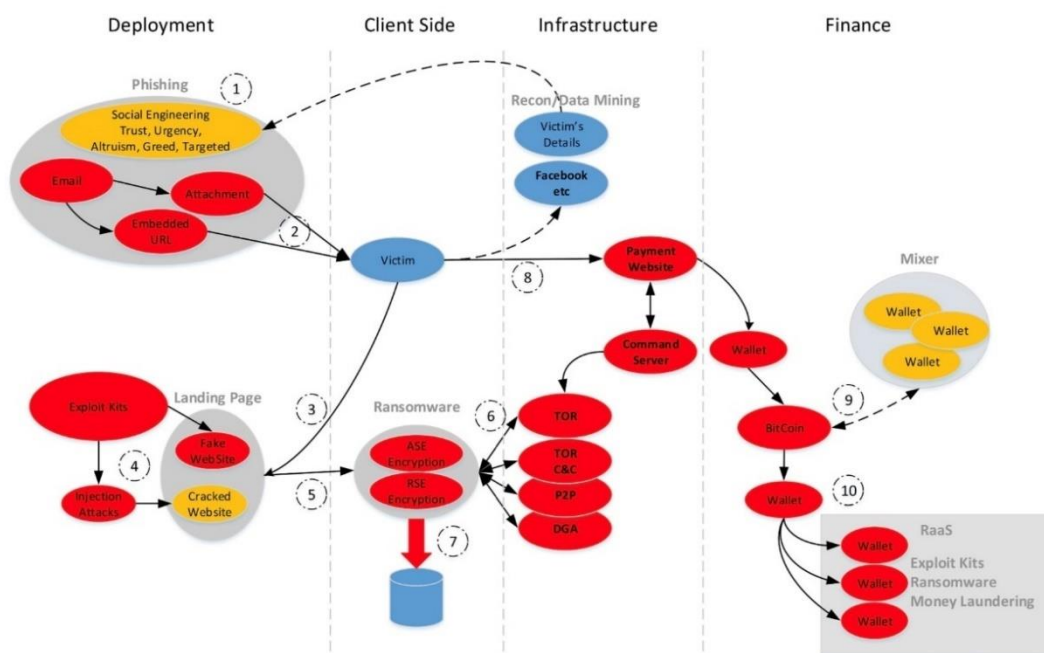 Deployment
Client Side
Infrastructure
Finance
Phishing
1
Social Engineering
Trust, Urgency,
Altruism, Greed, Targeted
Email
Attachment
Embedded
URL
2
Recon/Data Mining
Victim's
Details
Facebook
etc
Victim
8
Payment
Website
Command
Server
Mixer
Wallet
Wallet
Wallet
Wallet
9
BitCoin
Exploit Kits
Landing Page
Fake
WebSite
4
Injection
Attacks
Cracked
Website
3
5
Ransomware
ASE
Encryption
RSE
Encryption
6
7
TOR
TOR
C&C
P2P
DGA
Wallet
10
RaaS
Wallet
Exploit Kits
Wallet
Ransomware
Money Laundering
Wallet